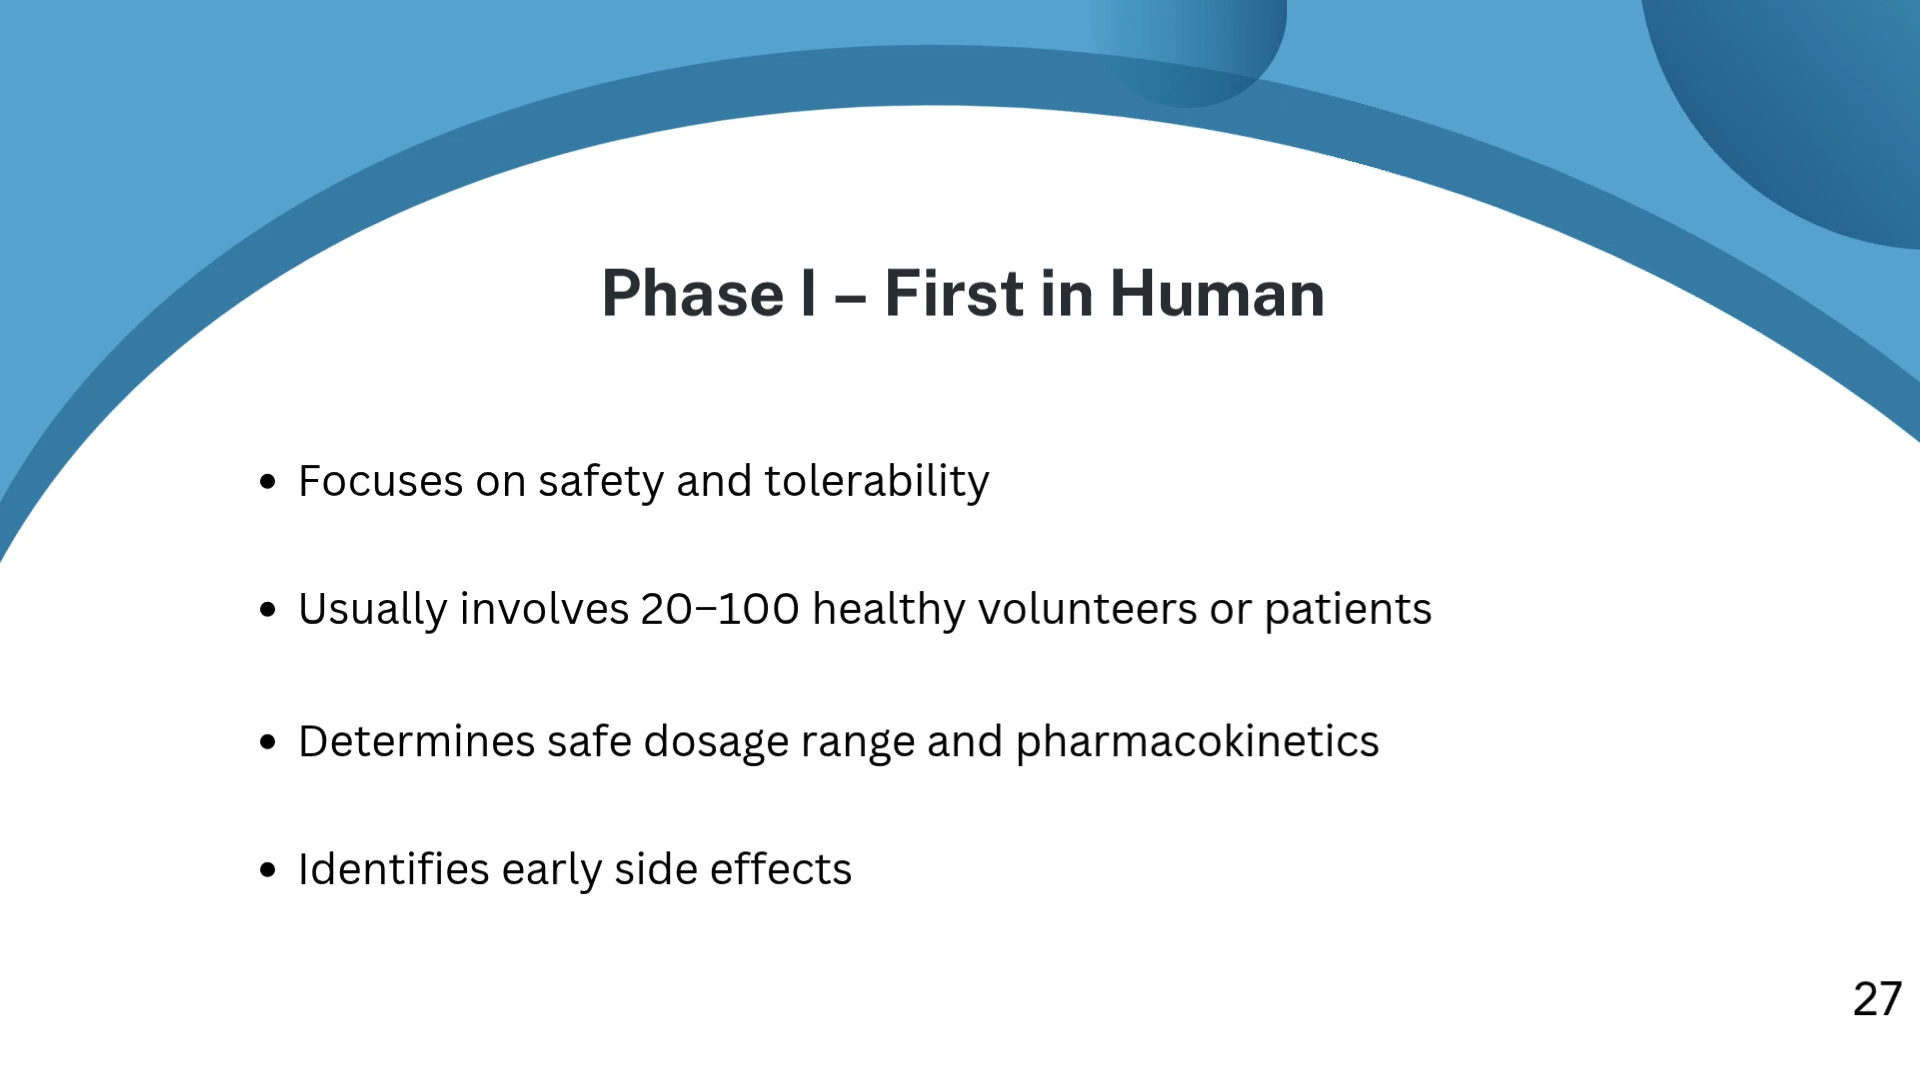 Phase I – First in Human
• Focuses on safety and tolerability
• Usually involves 20–100 healthy volunteers or patients
• Determines safe dosage range and pharmacokinetics
• Identifies early side effects
27